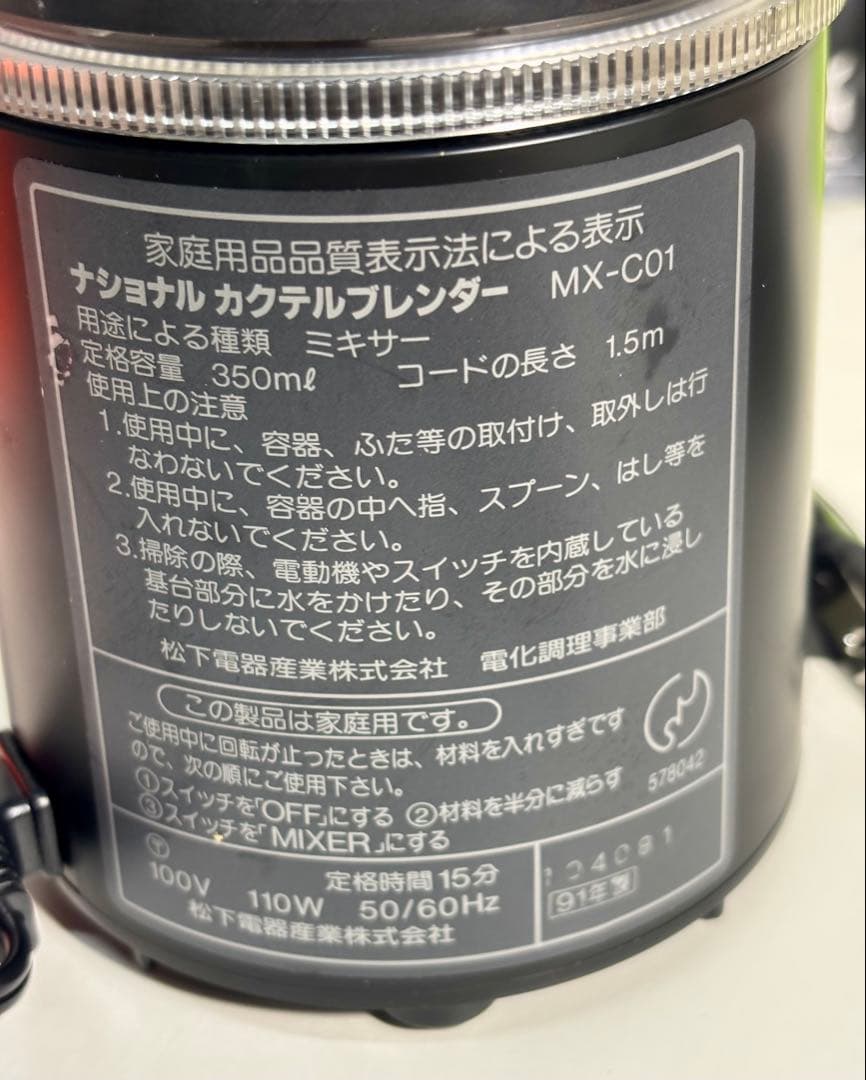 家庭用品品質表示法による表示
ナショナル カクテルブレンダー MX-C01
用途による種類 ミキサー
定格容量 350mℓ コードの長さ 1.5m
使用上の注意
1.使用中に、容器、ふた等の取付け、取外しは行
なわないでください。
2.使用中に、容器の中へ指、スプーン、はし等を
入れないでください。
3.掃除の際、電動機やスイッチを内蔵している
基台部分に水をかけたり、その部分を水に浸し
たりしないでください。
松下電器産業株式会社 電化調理事業部
この製品は家庭用です。
ご使用中に回転が止ったときは、材料を入れすぎです
ので、次の順にご使用下さい。
①スイッチを「OFF」にする ②材料を半分に減らす
③スイッチを「MIXER」にする
578042
〒
100V 110W 定格時間15分
50/60Hz
松下電器産業株式会社
91年製